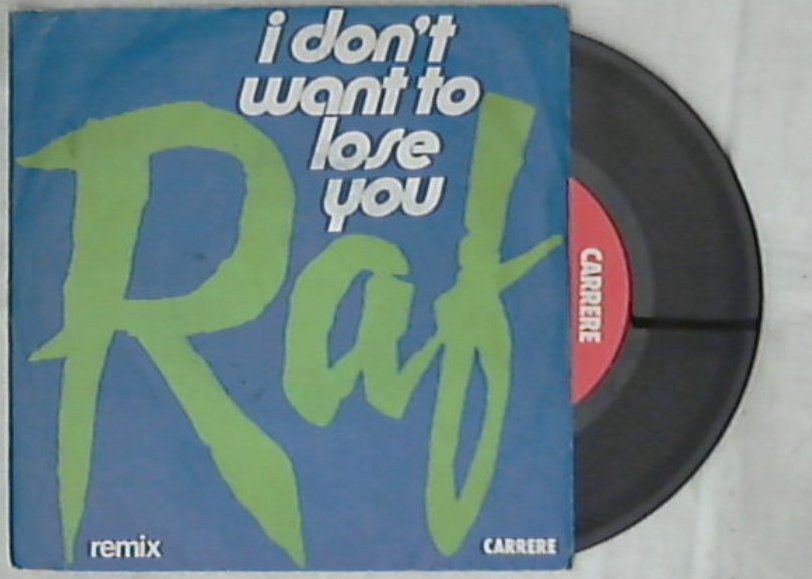 i don't
want to
lose
you
Raf
remix
CARRERE
CARRERE